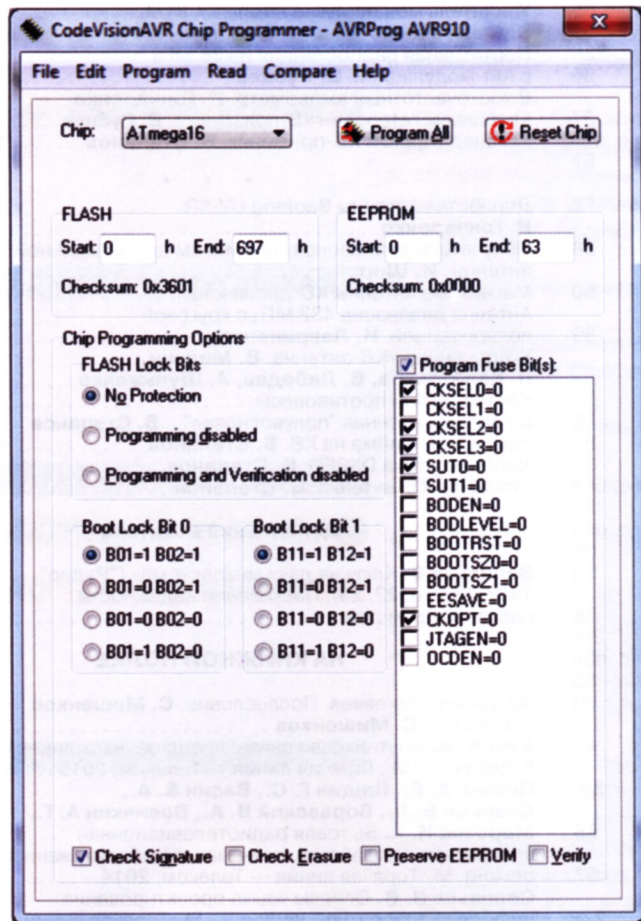 CodeVisionAVR Chip Programmer - AVRProg AVR910
File Edit Program Read Compare Help
Chip: ATmega16 Program All Reset Chip
FLASH
Start: 0 h End: 697 h
Checksum: 0x3601
EEPROM
Start: 0 h End: 63 h
Checksum: 0x0000
Chip Programming Options
FLASH Lock Bits
No Protection
Programming disabled
Programming and Verification disabled
Boot Lock Bit 0
B01=1 B02=1
B01=0 B02=0
B01=1 B02=0
Boot Lock Bit 1
B11=1 B12=1
B11=0 B12=1
B11=0 B12=0
B11=1 B12=0
Program Fuse Bit(s):
CKSEL0=0
CKSEL1=0
CKSEL2=0
CKSEL3=0
SUT0=0
SUT1=0
BODEN=0
BODLEVEL=0
BOOTRST=0
BOOTSZ0=0
BOOTSZ1=0
EESAVE=0
CKOPT=0
JTAGEN=0
OCDEN=0
Check Signature Check Erasure Preserve EEPROM Verify